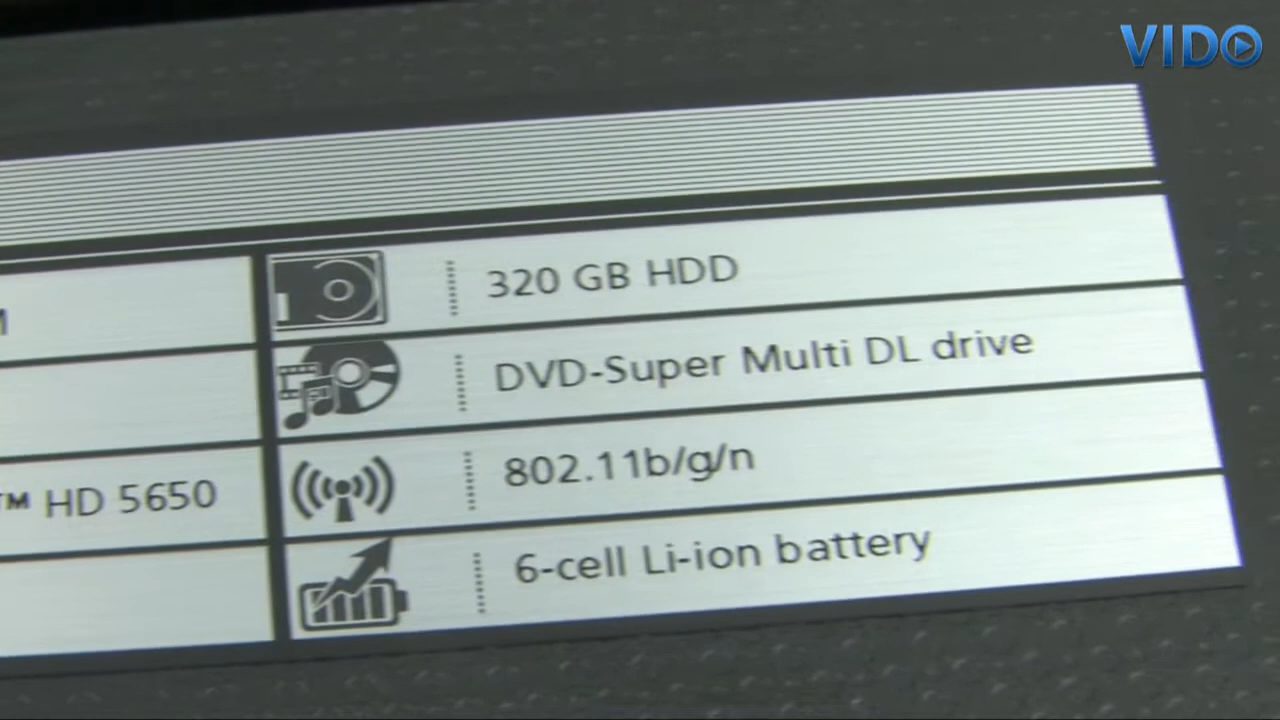 VIDO
320 GB HDD
DVD-Super Multi DL drive
™ HD 5650
802.11b/g/n
6-cell Li-ion battery